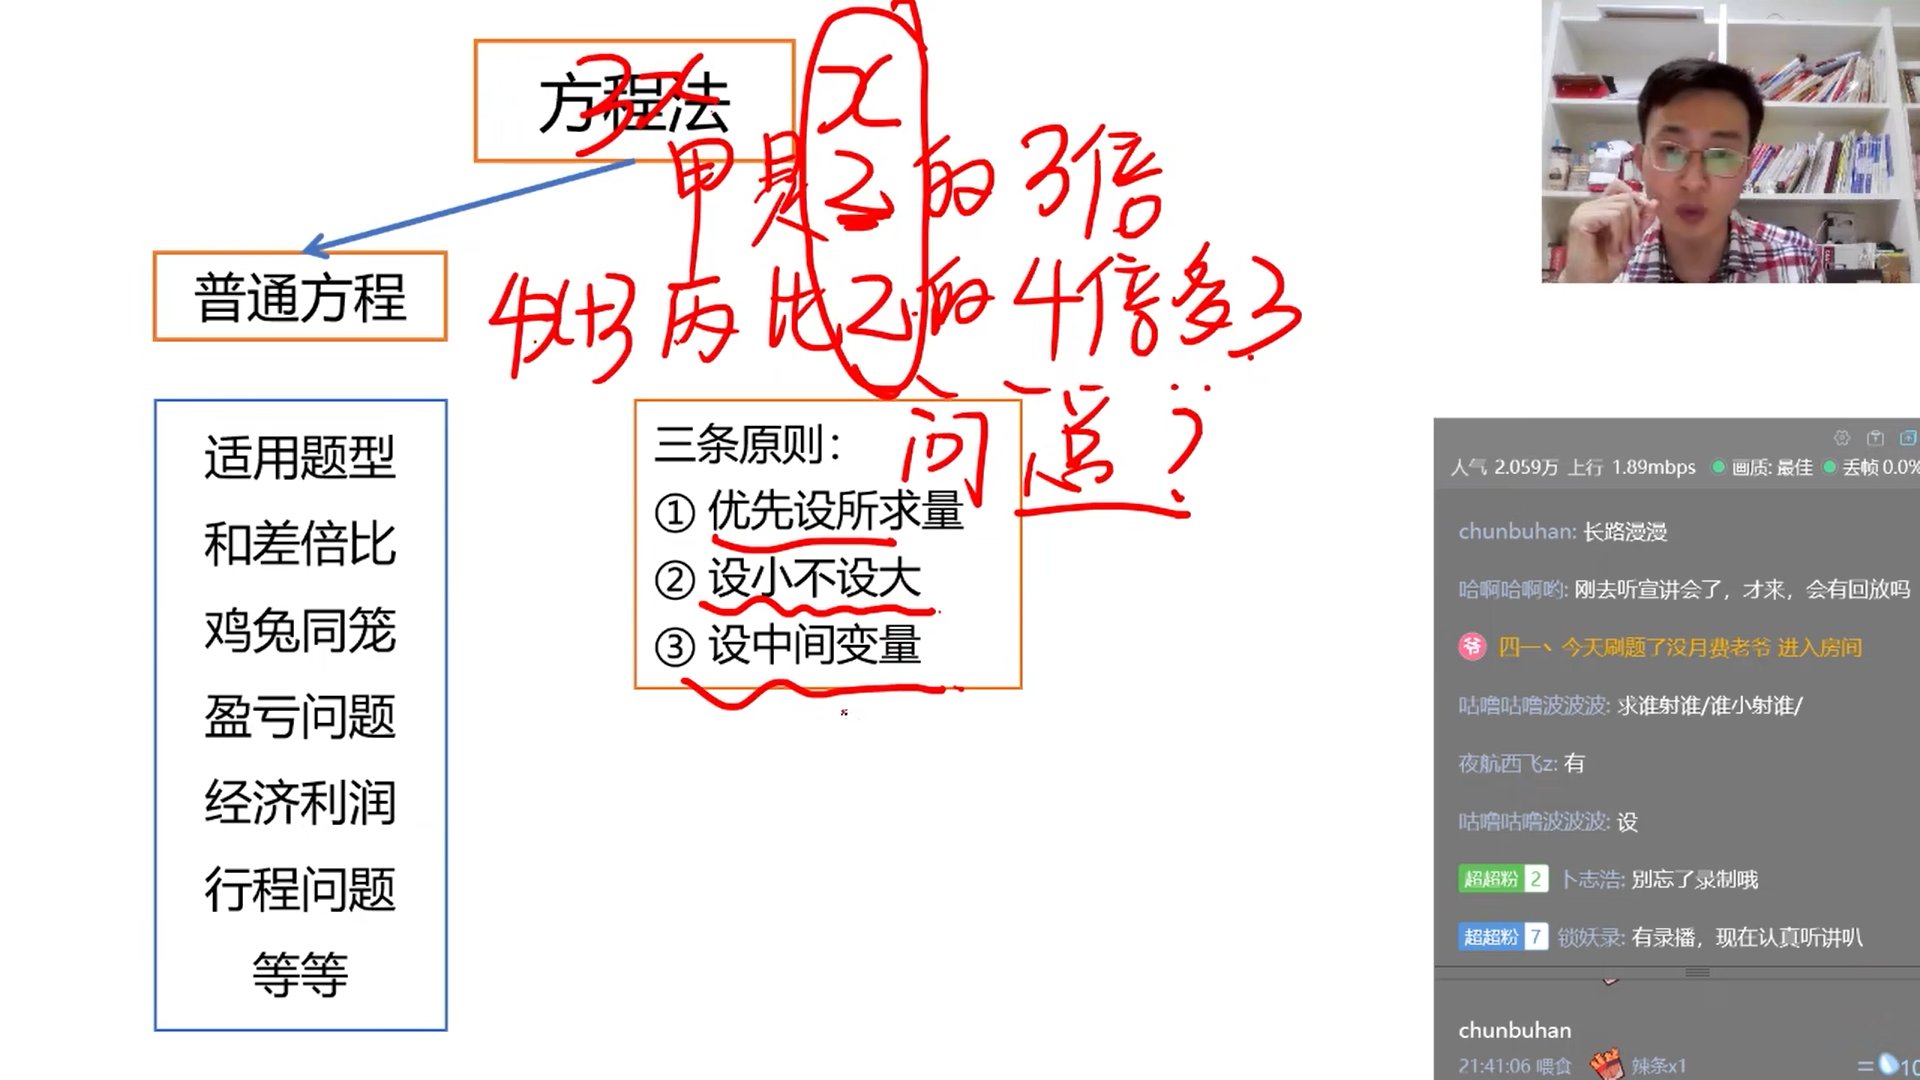 方程法
3x
x
甲是乙的3倍
4x+3 丙比乙的4倍多3
问总?
普通方程
适用题型
和差倍比
鸡兔同笼
盈亏问题
经济利润
行程问题
等等
三条原则：
① 优先设所求量
② 设小不设大
③ 设中间变量
人气 2.059万 上行 1.89mbps 画质: 最佳 丢帧 0.0%
chunbuhan: 长路漫漫
哈啊哈啊哟: 刚去听宣讲会了，才来，会有回放吗
爷 四一丶今天刷题了没月费老爷 进入房间
咕噜咕噜波波波: 求谁射谁/谁小射谁/
夜航西飞z: 有
咕噜咕噜波波波: 设
超超粉 2 卜志浩: 别忘了录制哦
超超粉 7 锁妖录: 有录播，现在认真听讲叭
chunbuhan
21:41:06 喂食 辣条x1